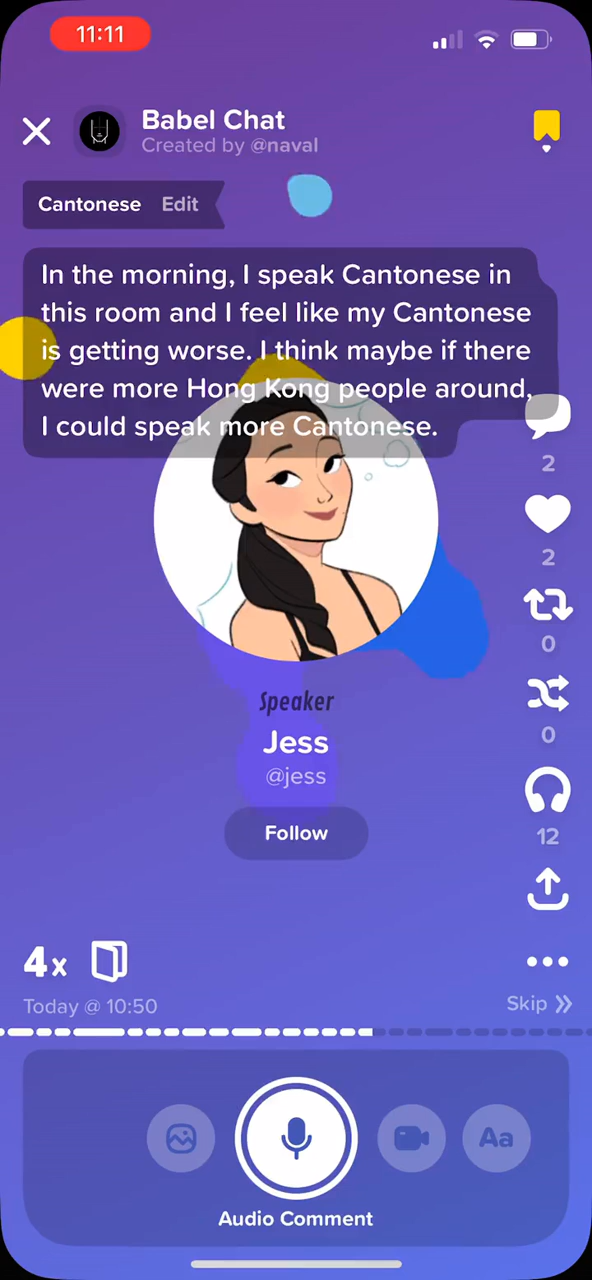 11:11
Babel Chat
Created by @naval
Cantonese Edit
In the morning, I speak Cantonese in
this room and I feel like my Cantonese
is getting worse. I think maybe if there
were more Hong Kong people around,
I could speak more Cantonese.
2
2
0
0
12
Speaker
Jess
@jess
Follow
4x
Today @ 10:50
Skip
Aa
Audio Comment